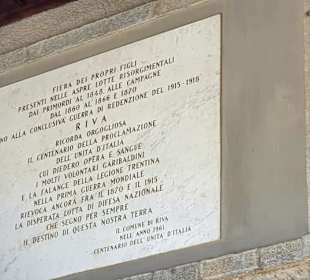 FIERA DEI PROPRI FIGLI
PRESENTI NELLE ASPRE LOTTE RISORGIMENTALI
DAI PRIMORDI AL 1848, ALLE CAMPAGNE
DAL 1860 AL 1866 E 1870
NO ALLA CONCLUSIVA GUERRA DI REDENZIONE DEL 1915-1918
RIVA
RICORDA ORGOGLIOSA
IL CENTENARIO DELLA PROCLAMAZIONE
DELL'UNITÀ D'ITALIA
CUI DIEDERO OPERA E SANGUE
I MOLTI VOLONTARI GARIBALDINI
E LA FALANGE DELLA LEGIONE TRENTINA
NELLA PRIMA GUERRA MONDIALE
RIEVOCA ANCORA FRA IL 1870 E IL 1915
LA DISPERATA LOTTA DI DIFESA NAZIONALE
CHE SEGNÒ PER SEMPRE
IL DESTINO DI QUESTA NOSTRA TERRA
IL COMUNE DI RIVA
NELL'ANNO 1961
CENTENARIO DELL'UNITÀ D'ITALIA